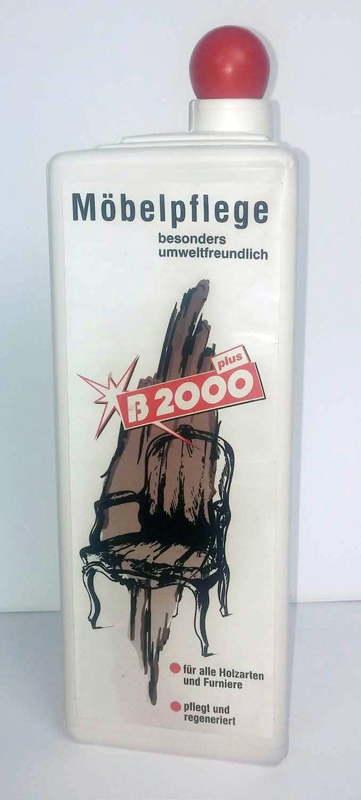 Möbelpflege
besonders
umweltfreundlich
plus
B 2000
für alle Holzarten
und Furniere
pflegt und
regeneriert